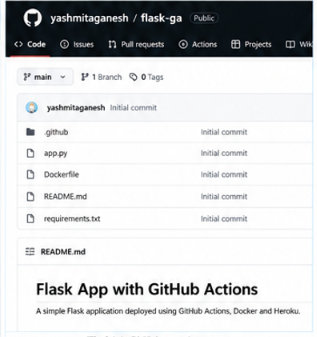 yashmitaganesh / flask-ga Public
Code Issues Pull requests Actions Projects Wik
main 1 Branch 0 Tags
yashmitaganesh Initial commit
.github Initial commit
app.py Initial commit
Dockerfile Initial commit
README.md Initial commit
requirements.txt Initial commit
README.md
Flask App with GitHub Actions
A simple Flask application deployed using GitHub Actions, Docker and Heroku.